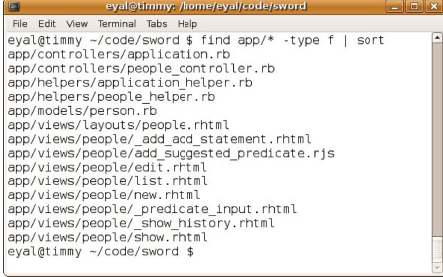 eyal@timmy: /home/eyal/code/sword
File Edit View Terminal Tabs Help
eyal@timmy ~/code/sword $ find app/* -type f | sort
app/controllers/application.rb
app/controllers/people_controller.rb
app/helpers/application_helper.rb
app/helpers/people_helper.rb
app/models/person.rb
app/views/layouts/people.rhtml
app/views/people/_add_add_statement.rhtml
app/views/people/add_suggested_predicate.rjs
app/views/people/edit.rhtml
app/views/people/list.rhtml
app/views/people/new.rhtml
app/views/people/_predicate_input.rhtml
app/views/people/_show_history.rhtml
app/views/people/show.rhtml
eyal@timmy ~/code/sword $